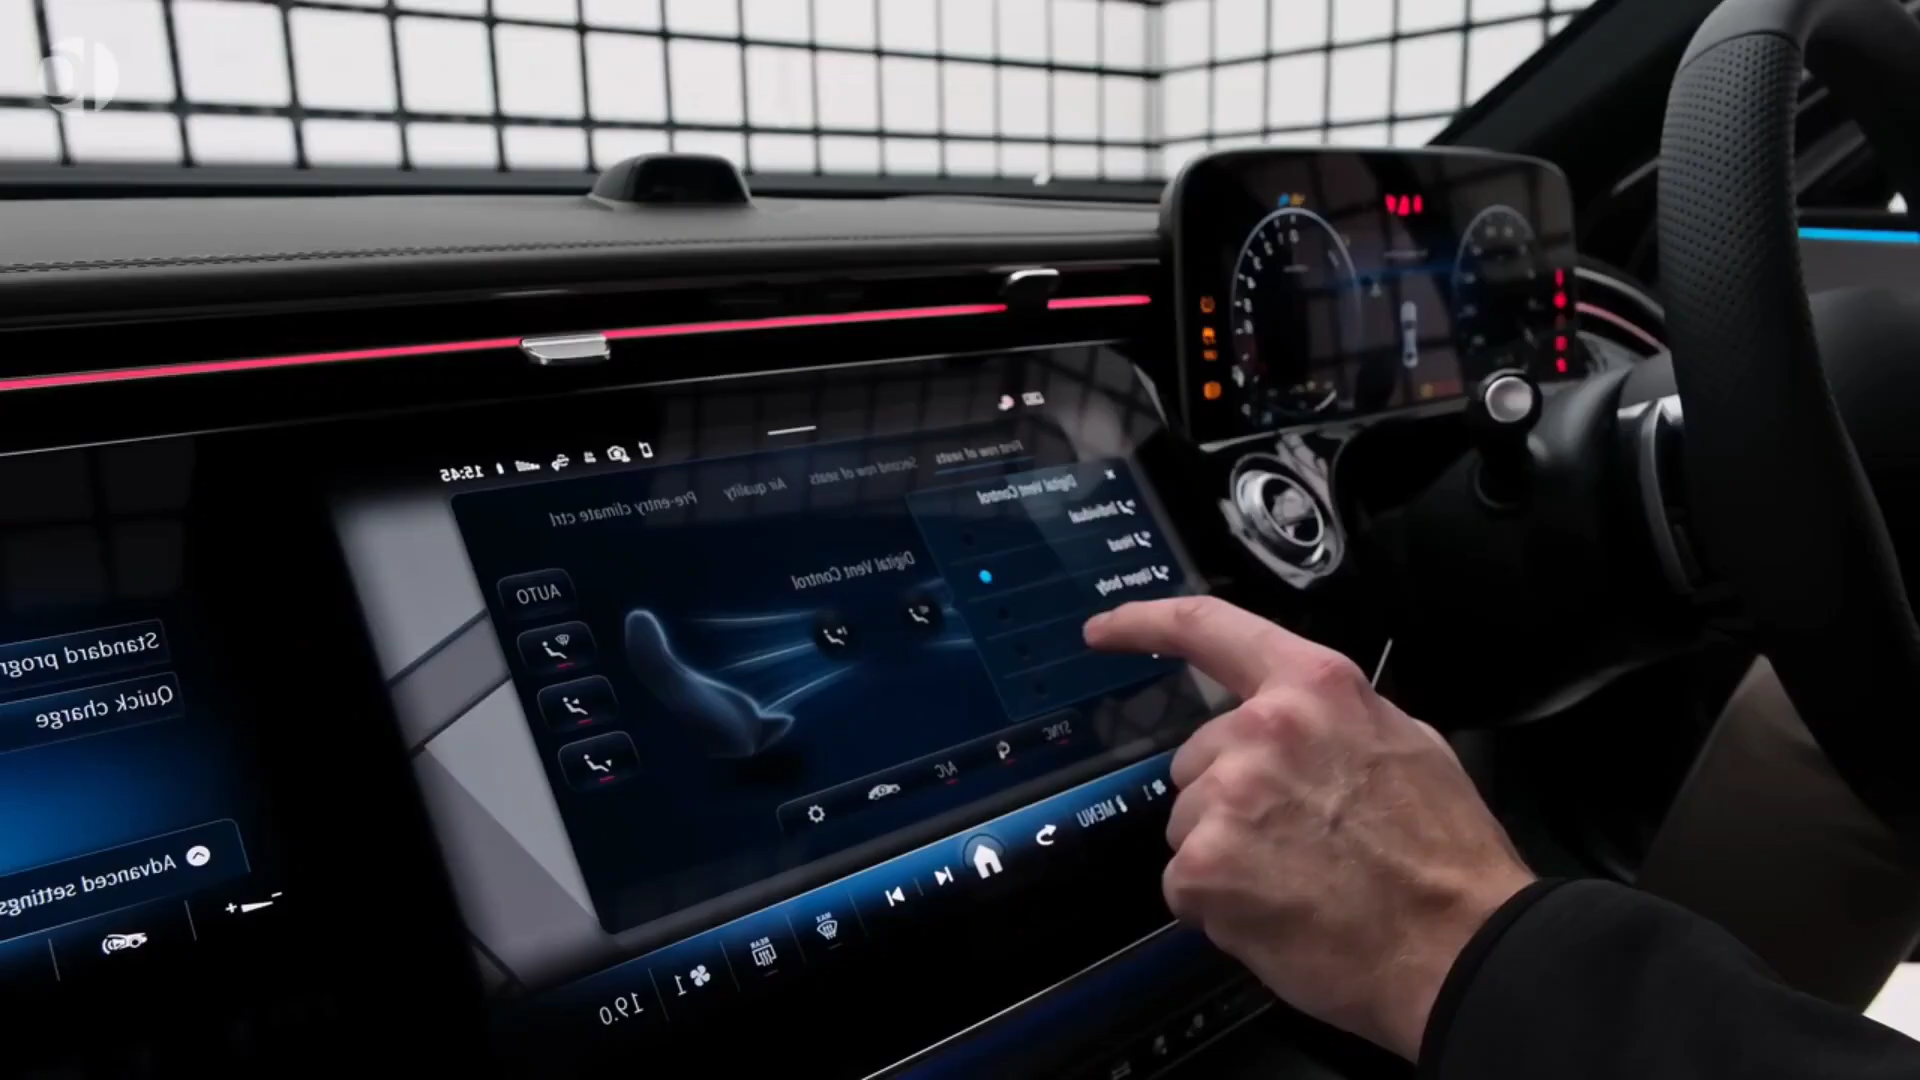 15:45
First row of seats
Second row of seats
Air quality
Pre-entry climate ctrl
Digital Vent Control
Individual
Head
Upper body
Digital Vent Control
AUTO
SYNC
A/C
MENU
1
MAX
REAR
1
19.0
Standard progr
Quick charge
Advanced settings